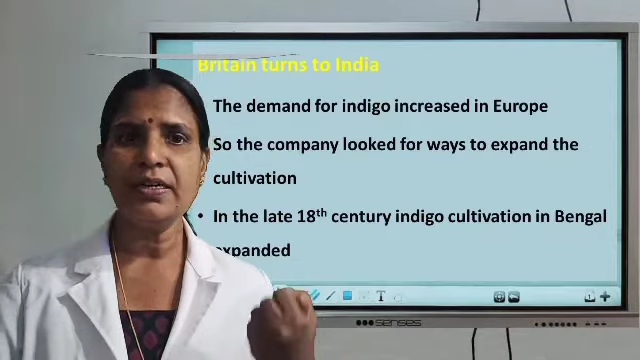 Britain turns to India
The demand for indigo increased in Europe
So the company looked for ways to expand the
cultivation
• In the late 18th century indigo cultivation in Bengal
expanded
senses